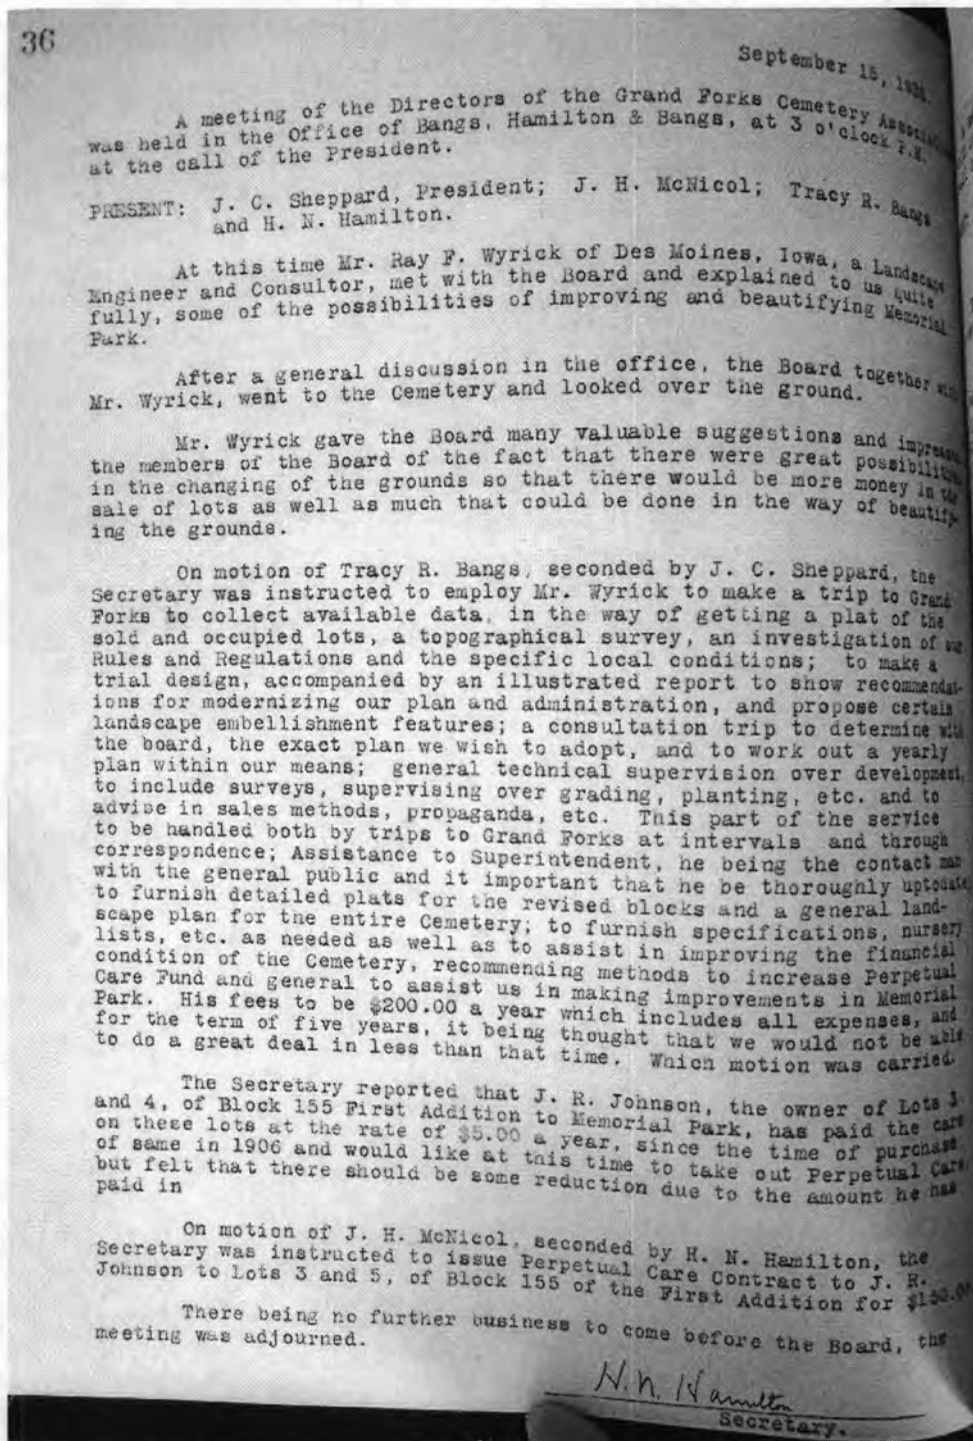 36
September 15,
A meeting of the Directors of the Grand Forks Cemetery
was held in the Office of Bangs, Hamilton & Bangs, at 3 o'clock P.M.
at the call of the President.
PRESENT: J. C. Sheppard, President; J. H. McNicol; Tracy R. Bangs
and H. N. Hamilton.
At this time Mr. Ray F. Wyrick of Des Moines, Iowa, a Landscape
Engineer and Consultor, met with the Board and explained to us quite
fully, some of the possibilities of improving and beautifying Memorial
Park.
After a general discussion in the office, the Board together with
Mr. Wyrick, went to the Cemetery and looked over the ground.
Mr. Wyrick gave the Board many valuable suggestions and
the members of the Board of the fact that there were great possibilities
in the changing of the grounds so that there would be more money in the
sale of lots as well as much that could be done in the way of beautify-
ing the grounds.
On motion of Tracy R. Bangs, seconded by J. C. Sheppard, the
Secretary was instructed to employ Mr. Wyrick to make a trip to Grand
Forks to collect available data, in the way of getting a plat of the
sold and occupied lots, a topographical survey, an investigation of our
Rules and Regulations and the specific local conditions; to make a
trial design, accompanied by an illustrated report to show recommendat-
ions for modernizing our plan and administration, and propose certain
landscape embellishment features; a consultation trip to determine with
the board, the exact plan we wish to adopt, and to work out a yearly
plan within our means; general technical supervision over development,
to include surveys, supervising over grading, planting, etc. and to
advise in sales methods, propaganda, etc. This part of the service
to be handled both by trips to Grand Forks at intervals and through
correspondence; Assistance to Superintendent, he being the contact man
with the general public and it important that he be thoroughly uptodate;
to furnish detailed plats for the revised blocks and a general land-
scape plan for the entire Cemetery; to furnish specifications, nursery
lists, etc. as needed as well as to assist in improving the financial
condition of the Cemetery, recommending methods to increase Perpetual
Care Fund and general to assist us in making improvements in Memorial
Park. His fees to be $200.00 a year which includes all expenses, and
for the term of five years, it being thought that we would not be able
to do a great deal in less than that time. Which motion was carried.
The Secretary reported that J. R. Johnson, the owner of Lots 3
and 4, of Block 155 First Addition to Memorial Park, has paid the care
on these lots at the rate of $5.00 a year, since the time of purchase
of same in 1906 and would like at this time to take out Perpetual Care
but felt that there should be some reduction due to the amount he has
paid in
On motion of J. H. McNicol, seconded by H. N. Hamilton, the
Secretary was instructed to issue Perpetual Care Contract to J. R.
Johnson to Lots 3 and 5, of Block 155 of the First Addition for
There being no further business to come before the Board, the
meeting was adjourned.
H. N. Hamilton
Secretary.